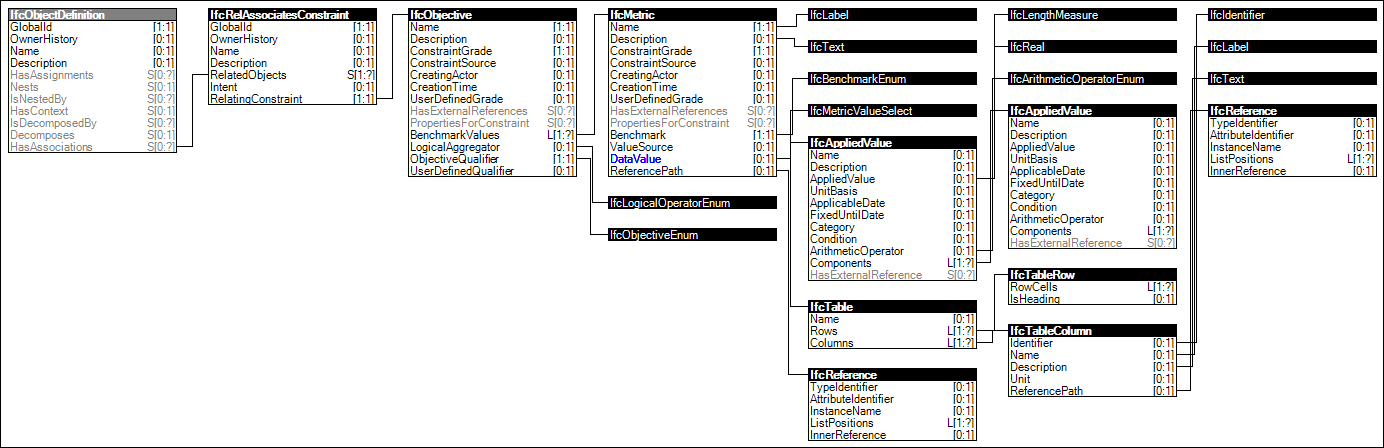 IfcObjectDefinition
GlobalId [1:1]
OwnerHistory [0:1]
Name [0:1]
Description [0:1]
HasAssignments S[0:?]
Nests S[0:?]
IsNestedBy S[0:?]
HasContext S[0:?]
IsDecomposedBy S[0:?]
Decomposes S[0:?]
HasAssociations S[0:?]
IfcRelAssociatesConstraint
GlobalId [1:1]
OwnerHistory [0:1]
Name [0:1]
Description [0:1]
RelatedObjects S[1:?]
Intent [0:1]
RelatingConstraint [1:1]
IfcObjective
Name [1:1]
Description [0:1]
ConstraintGrade [1:1]
ConstraintSource [0:1]
CreatingActor [0:1]
CreationTime [0:1]
UserDefinedGrade [0:1]
HasExternalReferences S[0:?]
PropertiesForConstraint S[0:?]
BenchmarkValues L[1:?]
LogicalAggregator [0:1]
ObjectiveQualifier [1:1]
UserDefinedQualifier [0:1]
IfcMetric
Name [1:1]
Description [0:1]
ConstraintGrade [1:1]
ConstraintSource [0:1]
CreatingActor [0:1]
CreationTime [0:1]
UserDefinedGrade [0:1]
HasExternalReferences S[0:?]
PropertiesForConstraint S[0:?]
Benchmark [1:1]
ValueSource [0:1]
DataValue [0:1]
ReferencePath [0:1]
IfcLogicalOperatorEnum
IfcObjectiveEnum
IfcLabel
IfcText
IfcBenchmarkEnum
IfcMetricValueSelect
IfcAppliedValue
Name [0:1]
Description [0:1]
AppliedValue [0:1]
UnitBasis [0:1]
ApplicableDate [0:1]
FixedUntilDate [0:1]
Category [0:1]
Condition [0:1]
ArithmeticOperator [0:1]
Components L[1:?]
HasExternalReference S[0:?]
IfcTable
Name [0:1]
Rows L[1:?]
Columns L[1:?]
IfcReference
TypeIdentifier [0:1]
AttributeIdentifier [0:1]
InstanceName [0:1]
ListPositions L[1:?]
InnerReference [0:1]
IfcLengthMeasure
IfcReal
IfcArithmeticOperatorEnum
IfcAppliedValue
Name [0:1]
Description [0:1]
AppliedValue [0:1]
UnitBasis [0:1]
ApplicableDate [0:1]
FixedUntilDate [0:1]
Category [0:1]
Condition [0:1]
ArithmeticOperator [0:1]
Components L[1:?]
HasExternalReference S[0:?]
IfcTableRow
RowCells L[1:?]
IsHeading [0:1]
IfcTableColumn
Identifier [0:1]
Name [0:1]
Description [0:1]
Unit [0:1]
ReferencePath [0:1]
IfcIdentifier
IfcLabel
IfcText
IfcReference
TypeIdentifier [0:1]
AttributeIdentifier [0:1]
InstanceName [0:1]
ListPositions L[1:?]
InnerReference [0:1]